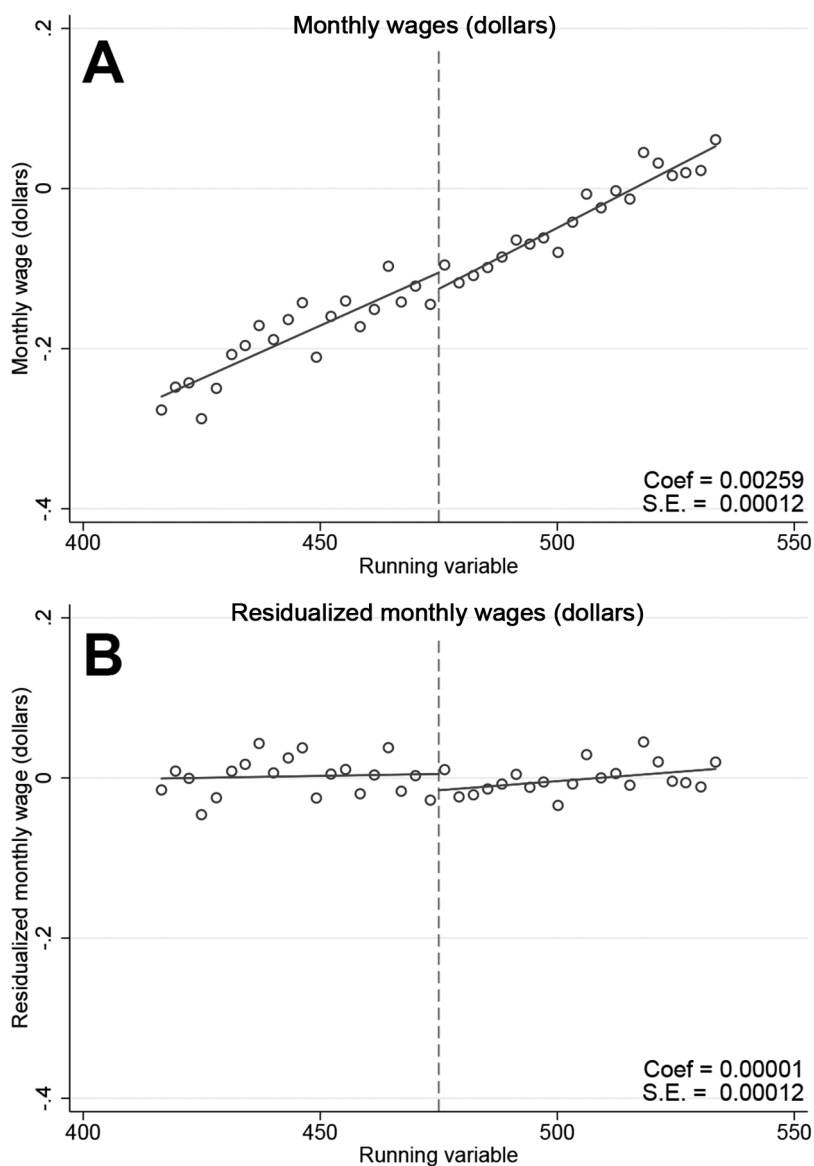 Monthly wages (dollars)
A
.2
0
-.2
-.4
Monthly wage (dollars)
Coef = 0.00259
S.E. = 0.00012
400 450 500 550
Running variable
Residualized monthly wages (dollars)
B
.2
0
-.2
-.4
Residualized monthly wage (dollars)
Coef = 0.00001
S.E. = 0.00012
400 450 500 550
Running variable